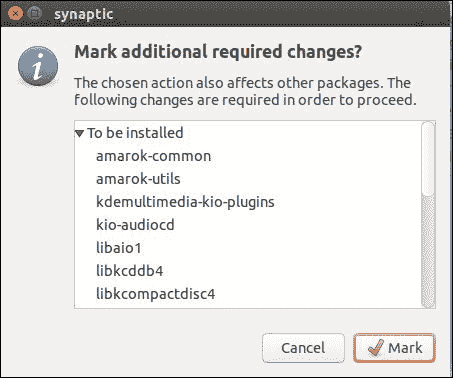 synaptic
Mark additional required changes?
The chosen action also affects other packages. The
following changes are required in order to proceed.
To be installed
amarok-common
amarok-utils
kdemultimedia-kio-plugins
kio-audiocd
libaio1
libkcddb4
libkcompactdisc4
Cancel
Mark